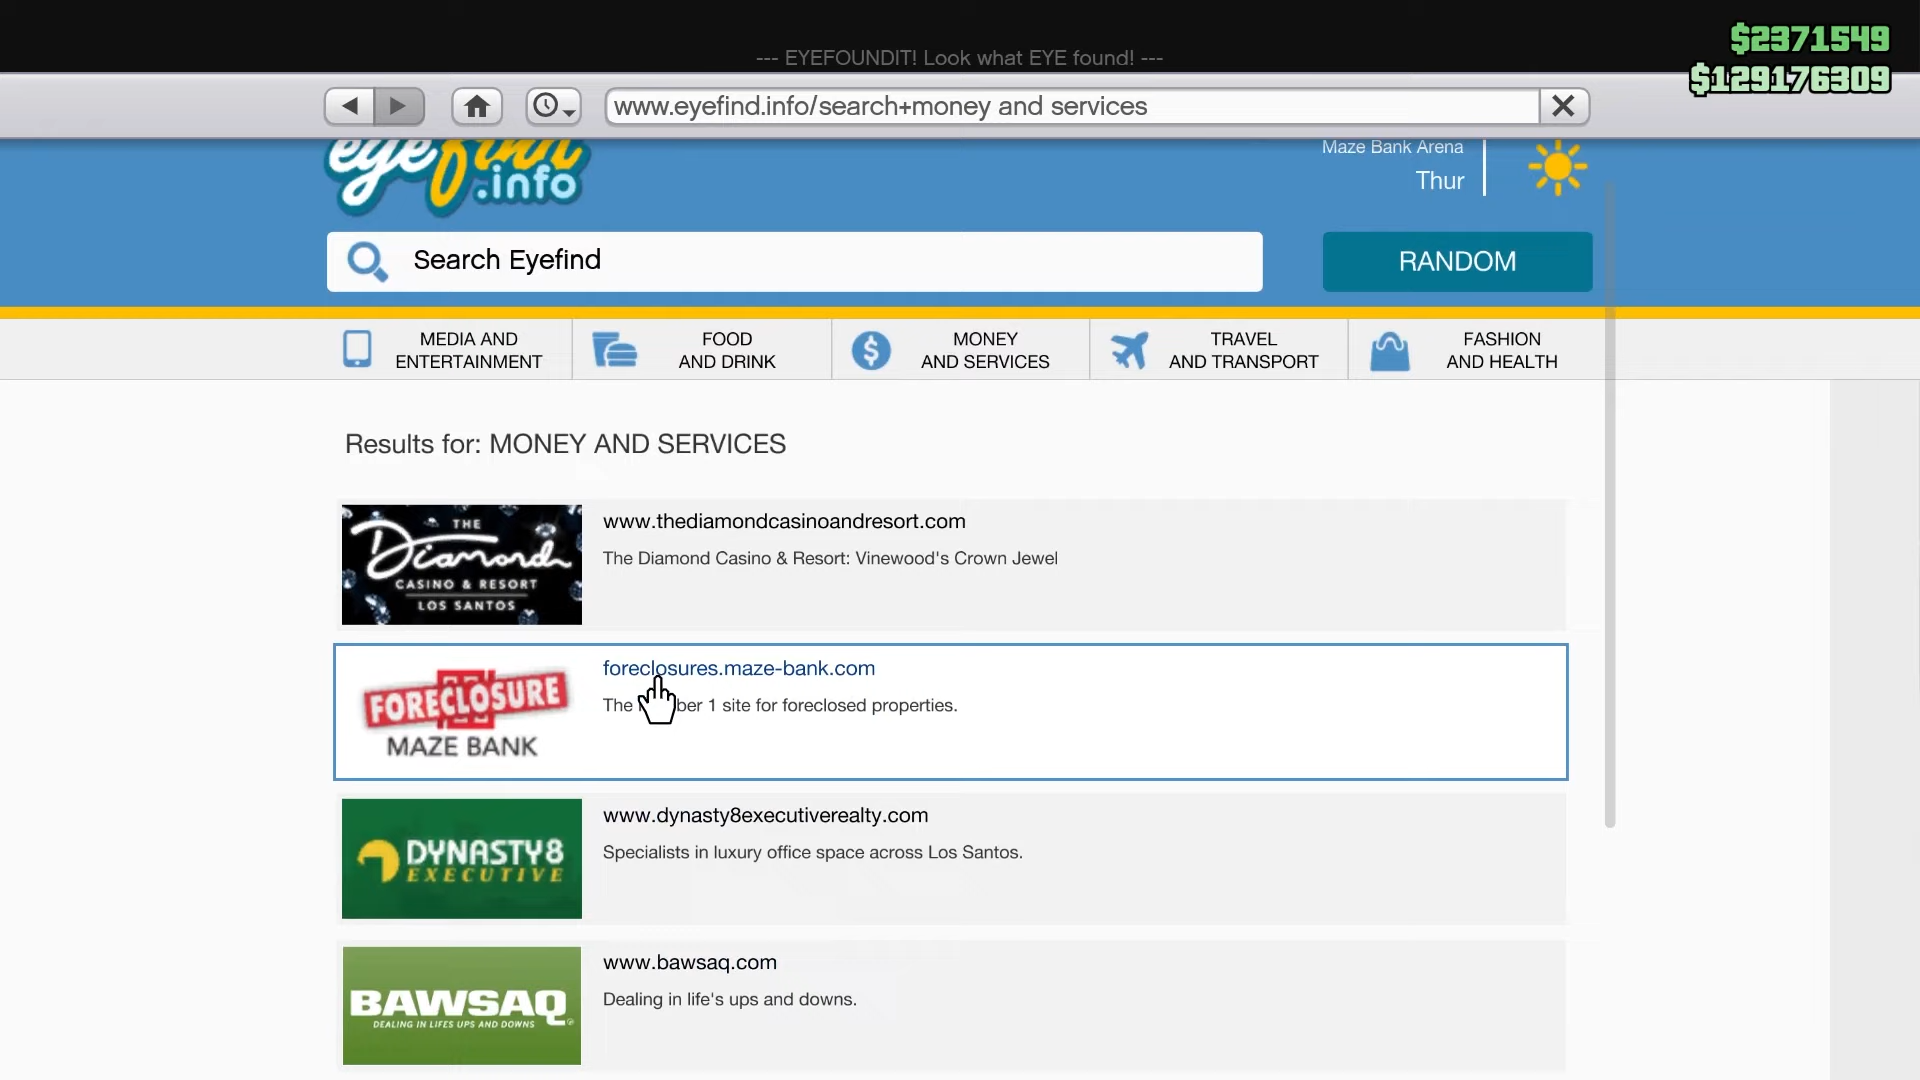 $2371549
--- EYEFOUNDIT! Look what EYE found! ---
$129176309
www.eyefind.info/search+money and services
eyefind
.info
Maze Bank Arena
Thur
Search Eyefind
RANDOM
MEDIA AND
ENTERTAINMENT
FOOD
AND DRINK
MONEY
AND SERVICES
TRAVEL
AND TRANSPORT
FASHION
AND HEALTH
Results for: MONEY AND SERVICES
THE
Diamond
CASINO & RESORT
LOS SANTOS
www.thediamondcasinoandresort.com
The Diamond Casino & Resort: Vinewood's Crown Jewel
FORECLOSURE
MAZE BANK
foreclosures.maze-bank.com
The ber 1 site for foreclosed properties.
DYNASTY8
EXECUTIVE
www.dynasty8executiverealty.com
Specialists in luxury office space across Los Santos.
BAWSAQ
DEALING IN LIFES UPS AND DOWNS
www.bawsaq.com
Dealing in life's ups and downs.